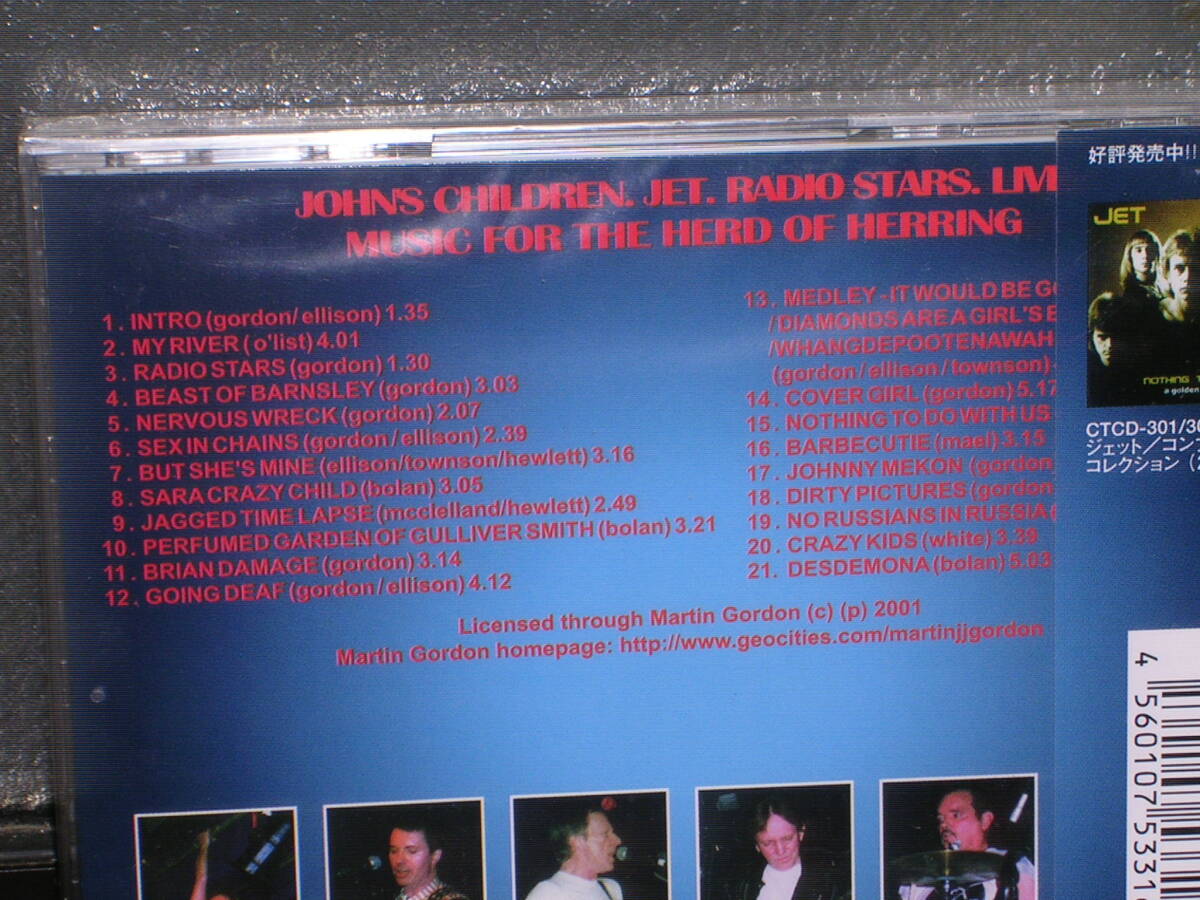 JOHN'S CHILDREN. JET. RADIO STARS. LIV
MUSIC FOR THE HERD OF HERRING
1. INTRO (gordon/ellison) 1.35
2. MY RIVER (o'list) 4.01
3. RADIO STARS (gordon) 1.30
4. BEAST OF BARNSLEY (gordon) 3.03
5. NERVOUS WRECK (gordon) 2.07
6. SEX IN CHAINS (gordon/ellison) 2.39
7. BUT SHE'S MINE (ellison/townson/hewlett) 3.16
8. SARA CRAZY CHILD (bolan) 3.05
9. JAGGED TIME LAPSE (mcclelland/hewlett) 2.49
10. PERFUMED GARDEN OF GULLIVER SMITH (bolan) 3.21
11. BRIAN DAMAGE (gordon) 3.14
12. GOING DEAF (gordon/ellison) 4.12
13. MEDLEY - IT WOULD BE
/DIAMONDS ARE A GIRL'S
/WHANGDEPOOTENAWAH
(gordon/ellison/townson)
14. COVER GIRL (gordon) 5.17
15. NOTHING TO DO WITH US
16. BARBECUTIE (mael) 3.15
17. JOHNNY MEKON (gordon
18. DIRTY PICTURES (gordon
19. NO RUSSIANS IN RUSSIA
20. CRAZY KIDS (white) 3.39
21. DESDEMONA (bolan) 5.03
Licensed through Martin Gordon (c) (p) 2001
Martin Gordon homepage: http://www.geocities.com/martinjjgordon
好評発売中!!
JET
NOTHING
a golden
CTCD-301/30
ジェット/コン
コレクション (2
4 560107 5331